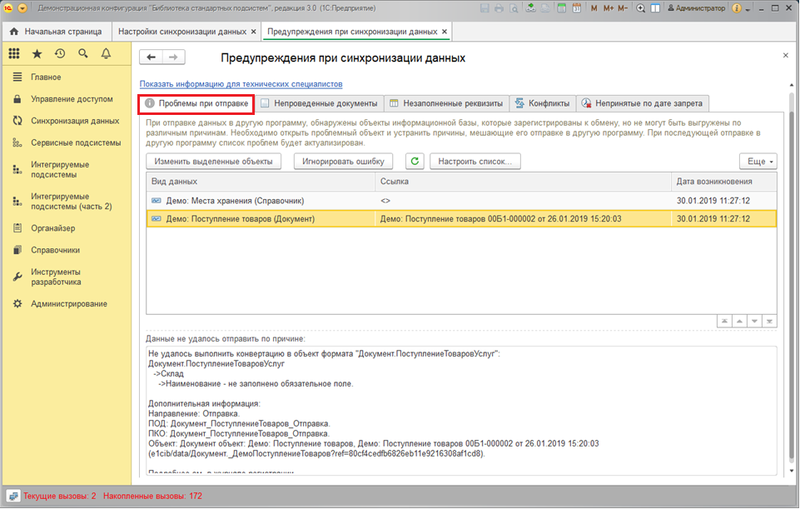 Демонстрационная конфигурация "Библиотека стандартных подсистем", редакция 3.0 (1С:Предприятие)
M M+ M-
Администратор
Начальная страница
Настройки синхронизации данных ×
Предупреждения при синхронизации данных ×
Главное
Управление доступом
Синхронизация данных
Сервисные подсистемы
Интегрируемые
подсистемы
Интегрируемые
подсистемы (часть 2)
Органайзер
Справочники
Инструменты
разработчика
Администрирование
Предупреждения при синхронизации данных
Показать информацию для технических специалистов
Проблемы при отправке
Непроведенные документы
Незаполненные реквизиты
Конфликты
Непринятые по дате запрета
При отправке данных в другую программу, обнаружены объекты информационной базы, которые зарегистрированы к обмену, но не могут быть выгружены по
различным причинам. Необходимо открыть проблемный объект и устранить причины, мешающие его отправке в другую программу. При последующей отправке в
другую программу список проблем будет актуализирован.
Изменить выделенные объекты
Игнорировать ошибку
Настроить список...
Еще
Вид данных Ссылка Дата возникновения
Демо: Места хранения (Справочник) <> 30.01.2019 11:27:12
Демо: Поступление товаров (Документ) Демо: Поступление товаров 00Б1-000002 от 26.01.2019 15:20:03 30.01.2019 11:27:12
Данные не удалось отправить по причине:
Не удалось выполнить конвертацию в объект формата "Документ.ПоступлениеТоваровУслуг":
Документ.ПоступлениеТоваровУслуг
->Склад
->Наименование - не заполнено обязательное поле.
Дополнительная информация:
Направление: Отправка.
ПОД: Документ_ПоступлениеТоваров_Отправка.
ПКО: Документ_ПоступлениеТоваров_Отправка.
Объект: Документ объект: Демо: Поступление товаров, Демо: Поступление товаров 00Б1-000002 от 26.01.2019 15:20:03
(e1cib/data/Документ._ДемоПоступлениеТоваров?ref=80cf4cedfb6826eb11e9216308af1cd8).
Текущие вызовы: 2 Накопленные вызовы: 172